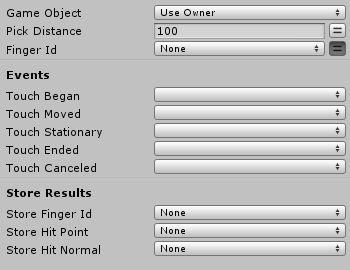 Game Object Use Owner
Pick Distance 100
Finger Id None
Events
Touch Began
Touch Moved
Touch Stationary
Touch Ended
Touch Canceled
Store Results
Store Finger Id None
Store Hit Point None
Store Hit Normal None